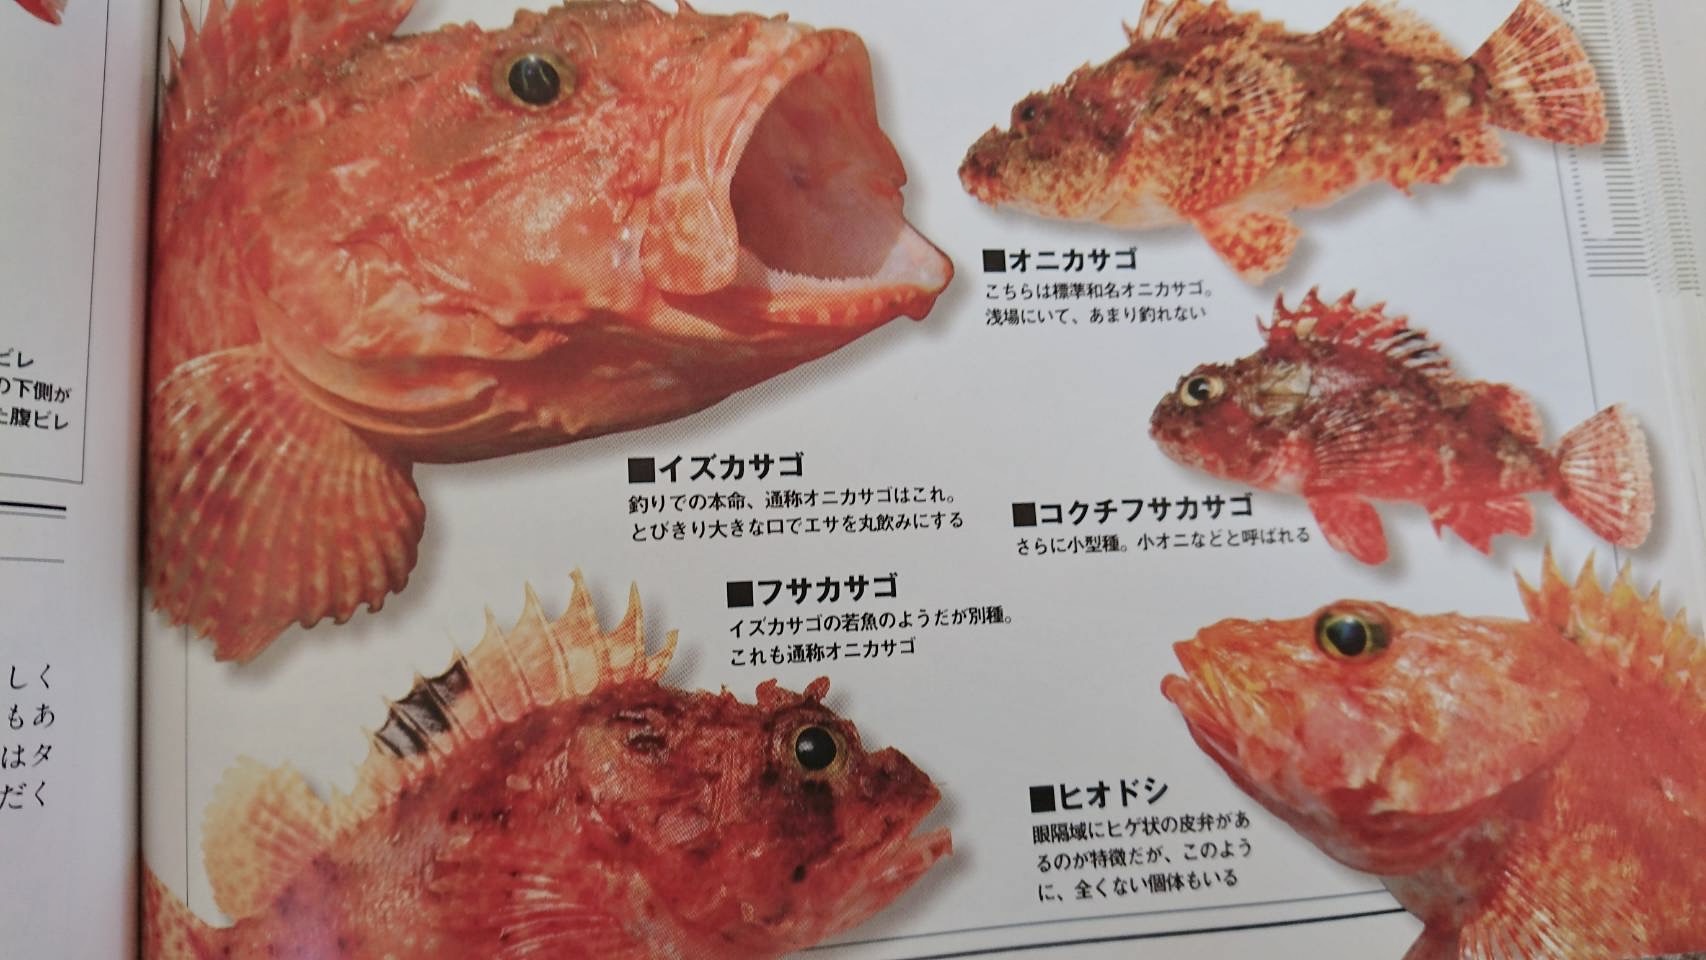 ビレ
の下側が
た腹ビレ
しく
もあ
はタ
だく
■オニカサゴ
こちらは標準和名オニカサゴ。
浅場にいて、あまり釣れない
■イズカサゴ
釣りでの本命、通称オニカサゴはこれ。
とびきり大きな口でエサを丸飲みにする
■コクチフサカサゴ
さらに小型種。小オニなどと呼ばれる
■フサカサゴ
イズカサゴの若魚のようだが別種。
これも通称オニカサゴ
■ヒオドシ
眼隔域にヒゲ状の皮弁があ
るのが特徴だが、このよう
に、全くない個体もいる